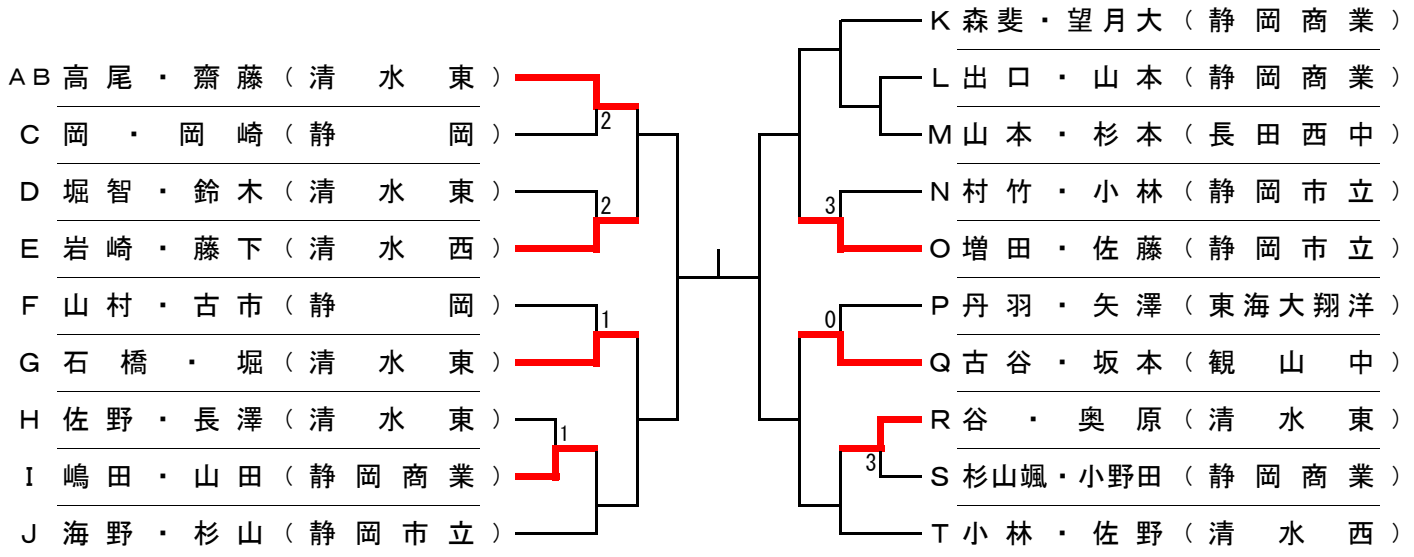 AB 高尾・齋藤(清水東)
C 岡・岡崎(静岡)
D 堀智・鈴木(清水東)
E 岩崎・藤下(清水西)
F 山村・古市(静岡)
G 石橋・堀(清水東)
H 佐野・長澤(清水東)
I 嶋田・山田(静岡商業)
J 海野・杉山(静岡市立)
2
2
1
1
K 森斐・望月大(静岡商業)
L 出口・山本(静岡商業)
M 山本・杉本(長田西中)
N 村竹・小林(静岡市立)
O 増田・佐藤(静岡市立)
P 丹羽・矢澤(東海大翔洋)
Q 古谷・坂本(観山中)
R 谷・奥原(清水東)
S 杉山颯・小野田(静岡商業)
T 小林・佐野(清水西)
3
0
3